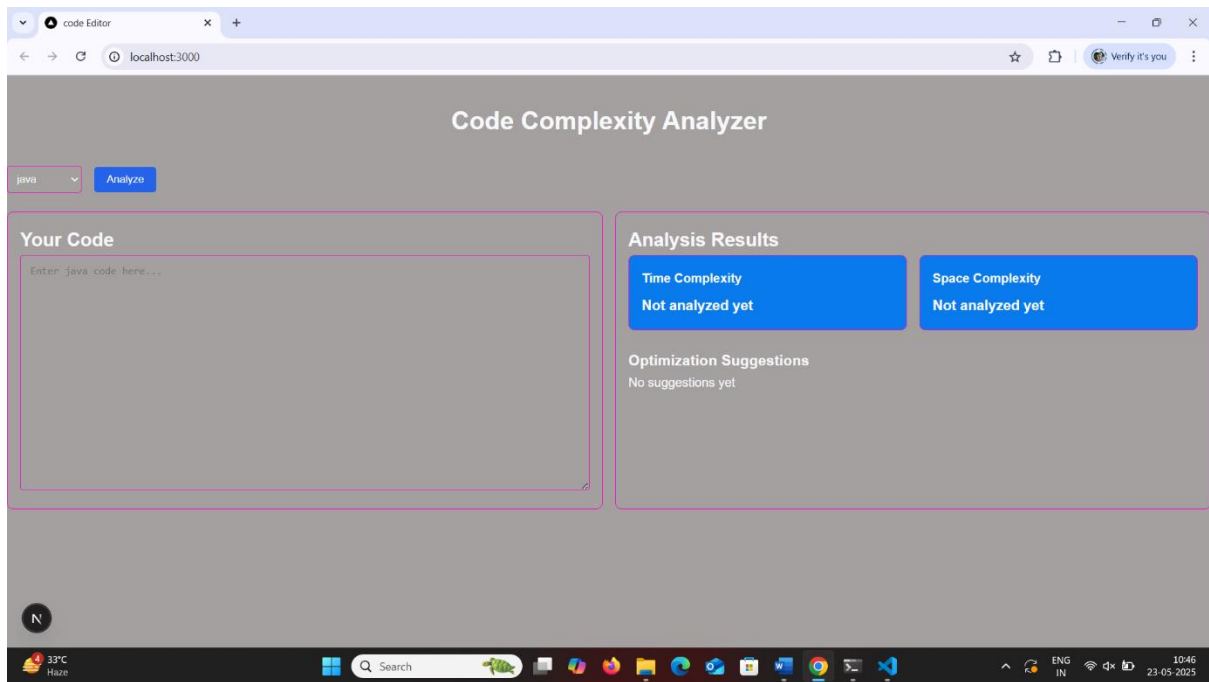 code Editor
localhost:3000
Verify it's you
Code Complexity Analyzer
java
Analyze
Your Code
Enter java code here...
Analysis Results
Time Complexity
Not analyzed yet
Space Complexity
Not analyzed yet
Optimization Suggestions
No suggestions yet
N
4
33°C
Haze
Search
ENG
IN
10:46
23-05-2025